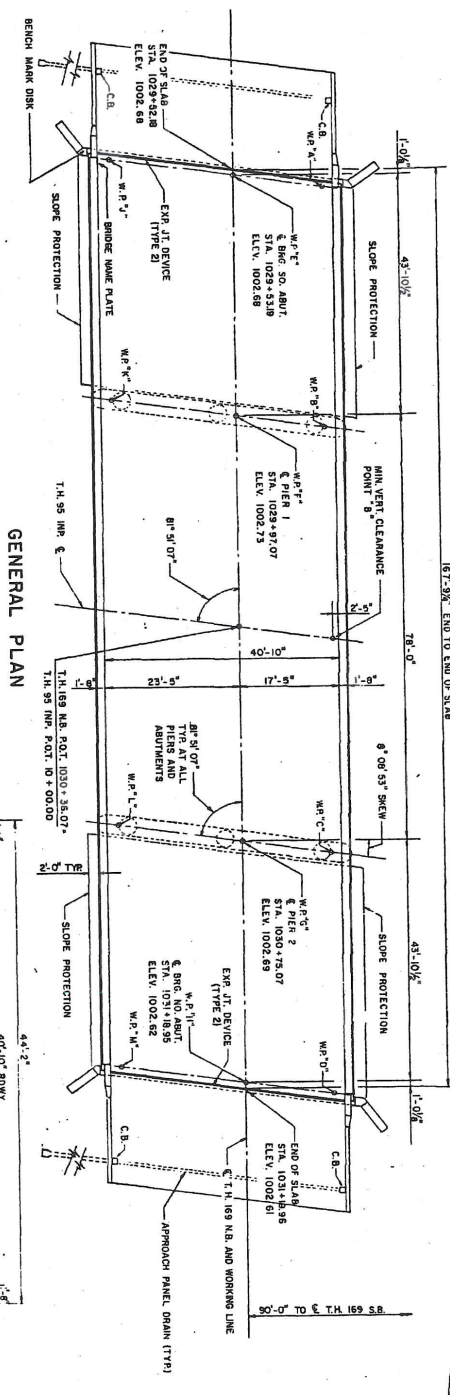 167'-9¼" END TO END OF SLAB
1'-0⅛"
43'-10½"
78'-0"
43'-10½"
1'-0⅛"
END OF SLAB
STA. 1029+52.18
ELEV. 1002.68
C.B.
W.P. "A"
SLOPE PROTECTION
W.P. "E"
℄ BRG. SO. ABUT.
STA. 1029+53.19
ELEV. 1002.68
EXP. JT. DEVICE
(TYPE 2)
W.P. "J"
BRIDGE NAME PLATE
C.B.
BENCH MARK DISK
SLOPE PROTECTION
W.P. "B"
W.P. "F"
℄ PIER 1
STA. 1029+97.07
ELEV. 1002.73
W.P. "K"
MIN. VERT. CLEARANCE
POINT "B"
2'-5"
81° 51' 07"
T.H. 95 INP. ℄
40'-10"
1'-8"
23'-5"
17'-5"
1'-8"
T.H. 169 N.B. P.O.T. 1030+36.07=
T.H. 95 INP. P.O.T. 10+00.00
8° 08' 53" SKEW
81° 51' 07"
TYP. AT ALL
PIERS AND
ABUTMENTS
W.P. "C"
W.P. "G"
℄ PIER 2
STA. 1030+75.07
ELEV. 1002.69
W.P. "L"
2'-0" TYP.
SLOPE PROTECTION
SLOPE PROTECTION
EXP. JT. DEVICE
(TYPE 2)
W.P. "H"
℄ BRG. NO. ABUT.
STA. 1031+18.95
ELEV. 1002.62
W.P. "M"
W.P. "D"
END OF SLAB
STA. 1031+19.96
ELEV. 1002.61
C.B.
C.B.
℄ T.H. 169 N.B. AND WORKING LINE
APPROACH PANEL DRAIN (TYP.)
90'-0" TO ℄ T.H. 169 S.B.
GENERAL PLAN
44'-2"
40'-10" RDWY.
1'-8"